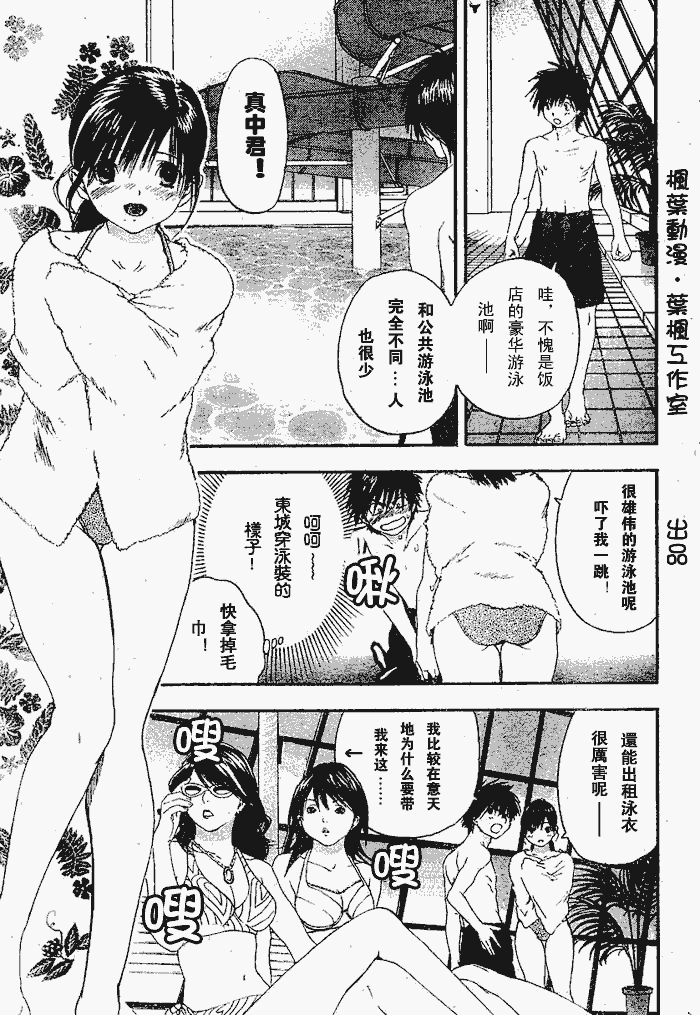 哇，不愧是饭
店的豪华游泳
池啊——
和公共游泳池
完全不同…人
也很少
真中君！
很雄伟的游泳池呢
吓了我一跳！
啾
呵呵~~
東城穿泳裝的
樣子！
快拿掉毛
巾！
還能出租泳衣
很厲害呢——
我比较在意天
地为什么要带
我来这……
←
嗖
嗖
嗖
楓葉動漫·葉楓工作室
出品